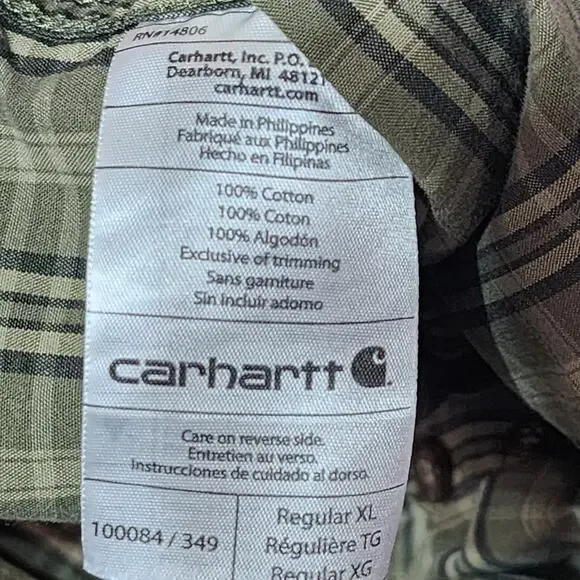 RN#14806
Carhartt, Inc. P.O.
Dearborn, MI 48121
carhartt.com
Made in Philippines
Fabriqué aux Philippines
Hecho en Filipinas
100% Cotton
100% Coton
100% Algodón
Exclusive of trimming
Sans garniture
Sin incluir adorno
carhartt
Care on reverse side.
Entretien au verso.
Instrucciones de cuidado al dorso.
100084 / 349
Regular XL
Régulière TG
Regular XG